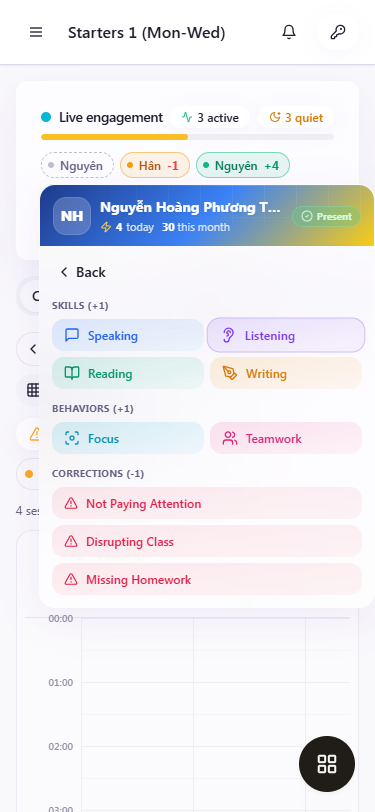 Starters 1 (Mon-Wed)
Live engagement 3 active 3 quiet
Nguyên Hân -1 Nguyên +4
NH Nguyễn Hoàng Phương T... Present
4 today 30 this month
Back
SKILLS (+1)
Speaking Listening
Reading Writing
BEHAVIORS (+1)
Focus Teamwork
CORRECTIONS (-1)
Not Paying Attention
4 ses
Disrupting Class
Missing Homework
00:00
01:00
02:00
03:00